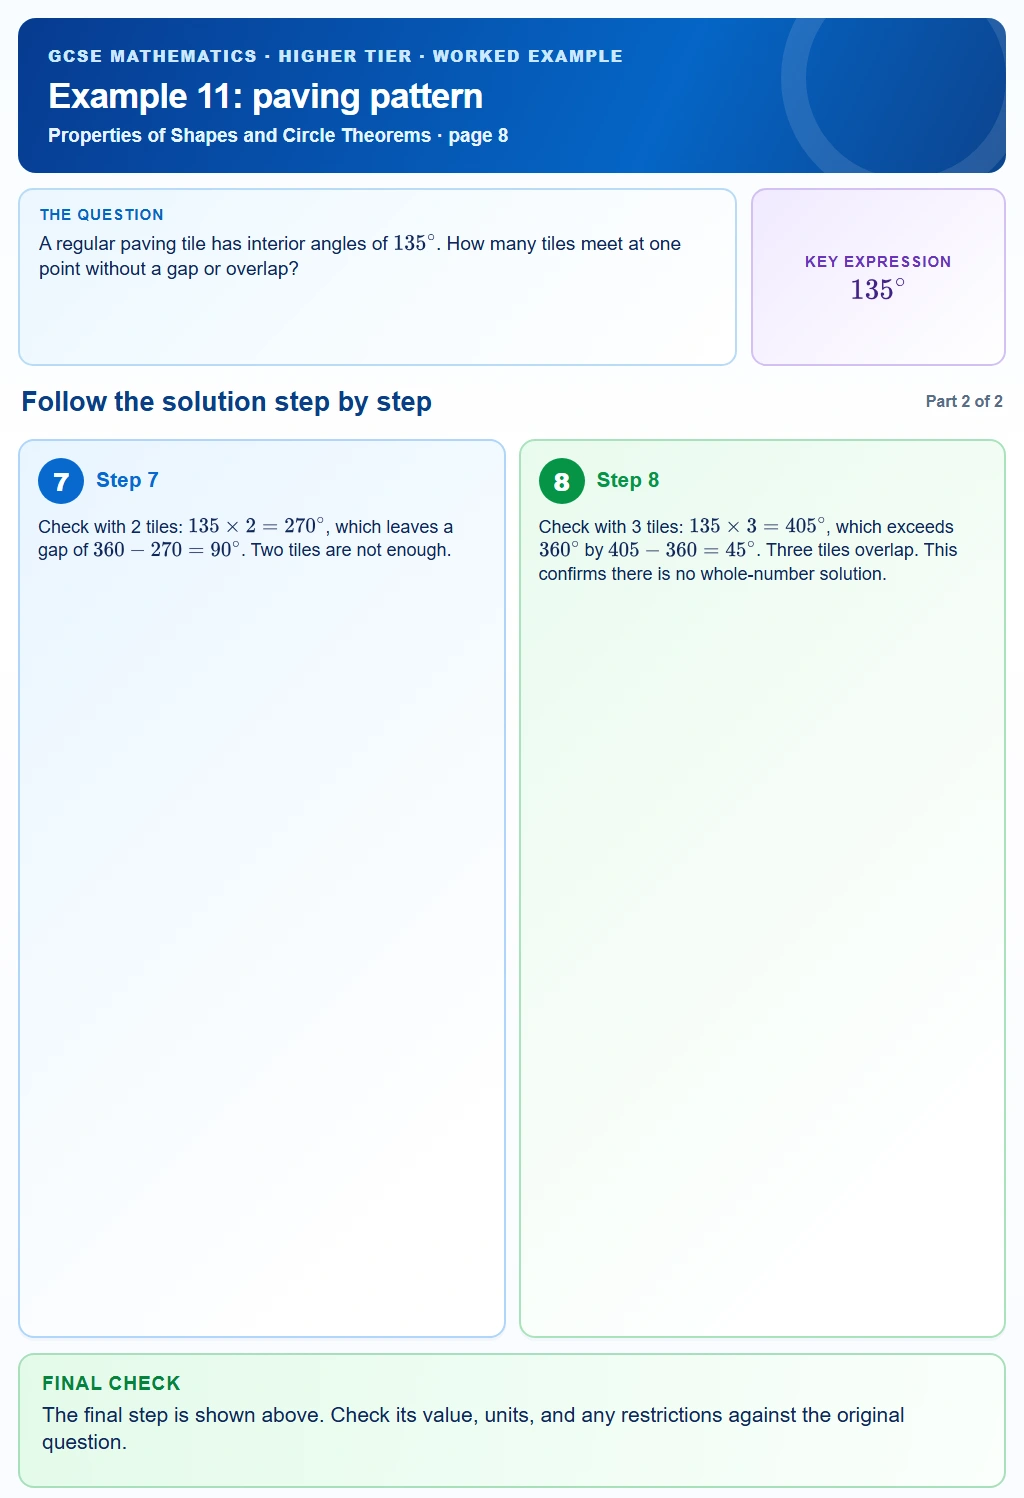 GCSE MATHEMATICS · HIGHER TIER · WORKED EXAMPLE
Example 11: paving pattern
Properties of Shapes and Circle Theorems · page 8
THE QUESTION
A regular paving tile has interior angles of 135°. How many tiles meet at one
point without a gap or overlap?
KEY EXPRESSION
135°
Follow the solution step by step
Part 2 of 2
7 Step 7
Check with 2 tiles: 135 × 2 = 270°, which leaves a
gap of 360 − 270 = 90°. Two tiles are not enough.
8 Step 8
Check with 3 tiles: 135 × 3 = 405°, which exceeds
360° by 405 − 360 = 45°. Three tiles overlap. This
confirms there is no whole-number solution.
FINAL CHECK
The final step is shown above. Check its value, units, and any restrictions against the original
question.